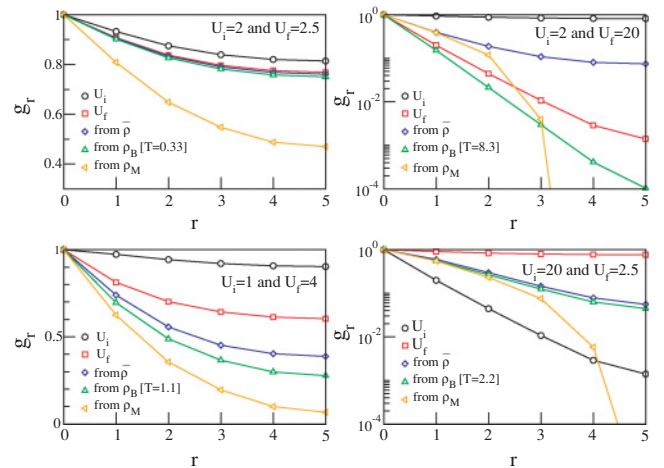 U_i=2 and U_f=2.5
g_r
1
0.8
0.6
0.4
U_i
U_f
from ρ̅
from ρ_B [T=0.33]
from ρ_M
0 1 2 3 4 5
r
U_i=2 and U_f=20
g_r
10^0
10^-2
10^-4
U_i
U_f
from ρ̅
from ρ_B [T=8.3]
from ρ_M
0 1 2 3 4 5
r
U_i=1 and U_f=4
g_r
1
0.5
0
U_i
U_f
from ρ̅
from ρ_B [T=1.1]
from ρ_M
0 1 2 3 4 5
r
U_i=20 and U_f=2.5
g_r
10^0
10^-2
10^-4
U_i
U_f
from ρ̅
from ρ_B [T=2.2]
from ρ_M
0 1 2 3 4 5
r